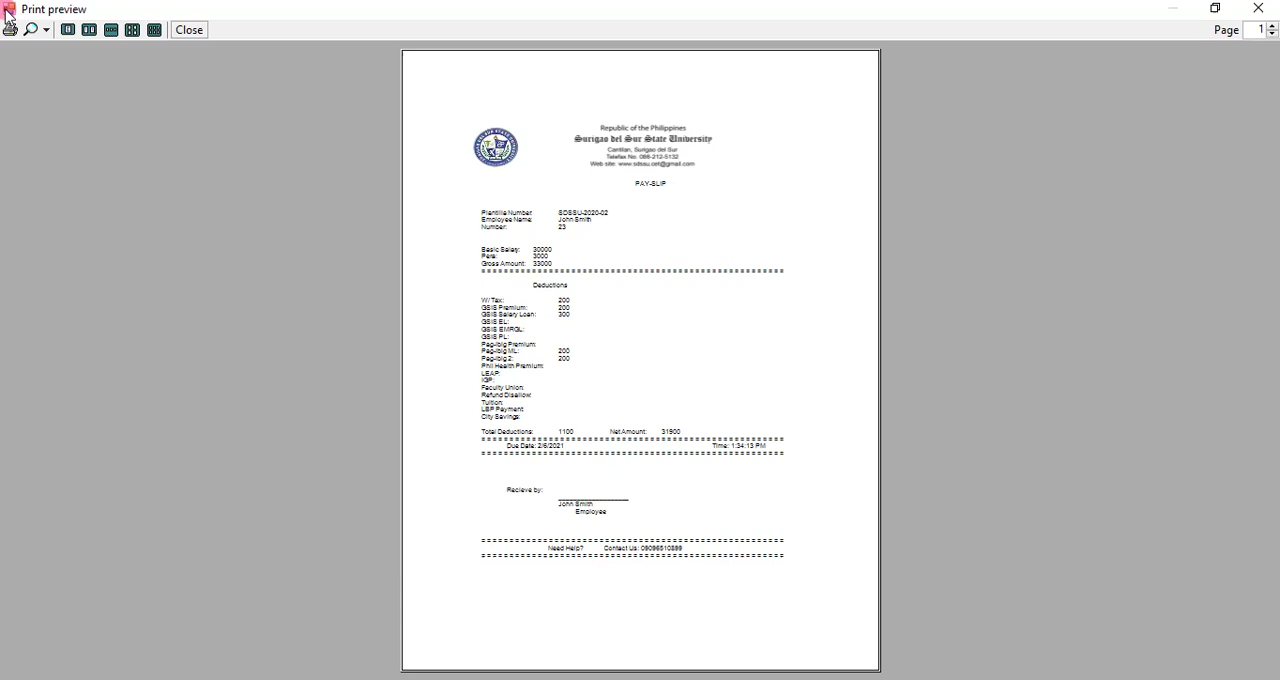 Print preview
Close
Page 1
Republic of the Philippines
Surigao del Sur State University
Cantilan, Surigao del Sur
Telefax No. 086-212-5132
Web site: www.sdssu.cet@gmail.com
PAY-SLIP
Plantilla Number: SDSSU-2020-02
Employee Name: John Smith
Number: 23
Basic Salary: 30000
Pera: 3000
Gross Amount: 33000
Deductions
W/ Tax: 200
GSIS Premium: 200
GSIS Salary Loan: 300
GSIS EL:
GSIS EMRGL:
GSIS PL:
Pag-ibig Premium:
Pag-ibig ML: 200
Pag-ibig 2: 200
Phil Health Premium:
LEAP:
IGP:
Faculty Union:
Refund Disallow:
Tuition:
LBP Payment:
City Savings:
Total Deductions: 1100 Net Amount: 31900
Due Date: 2/6/2021 Time: 1:34:13 PM
Recieve by:
John Smith
Employee
Need Help? Contact Us: 09096510899